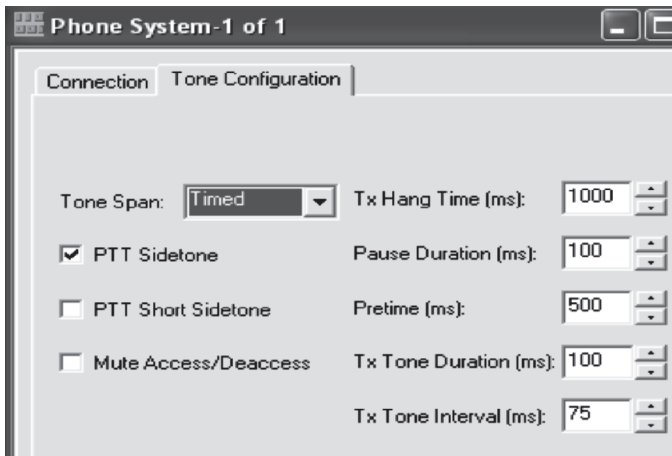 Phone System-1 of 1
Connection Tone Configuration
Tone Span: Timed Tx Hang Time (ms): 1000
PTT Sidetone Pause Duration (ms): 100
PTT Short Sidetone Pretime (ms): 500
Mute Access/Deaccess Tx Tone Duration (ms): 100
Tx Tone Interval (ms): 75